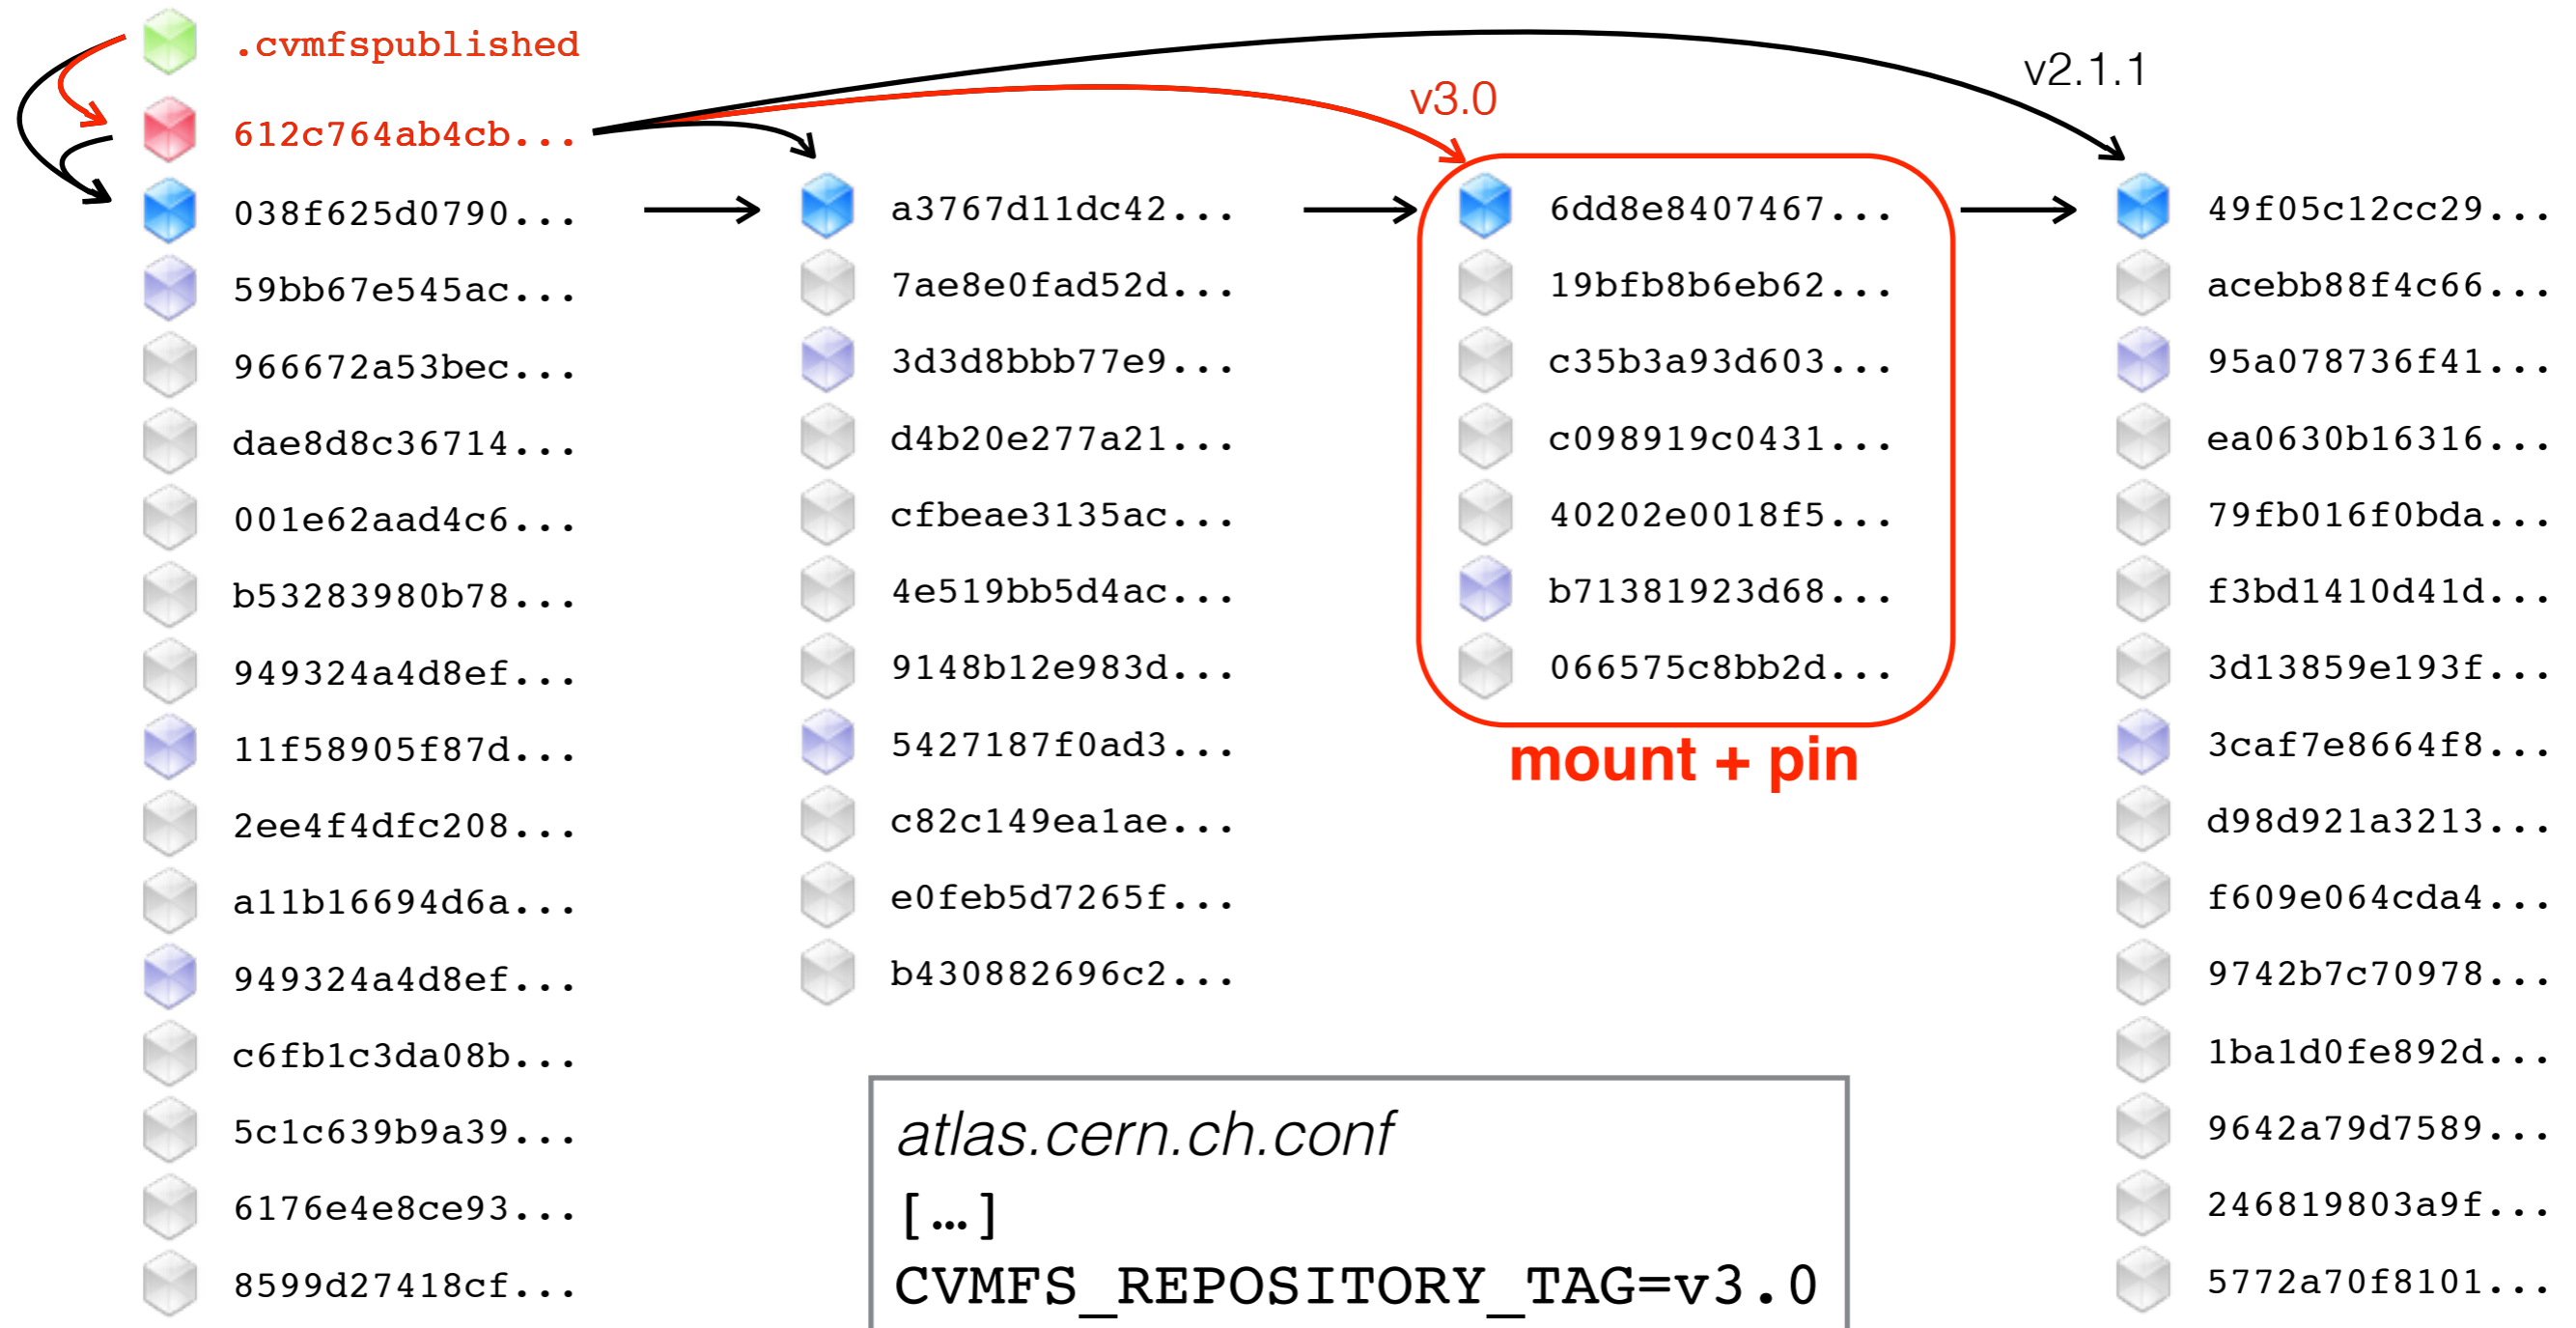 .cvmfspublished
612c764ab4cb...
038f625d0790...
59bb67e545ac...
966672a53bec...
dae8d8c36714...
001e62aad4c6...
b53283980b78...
949324a4d8ef...
11f58905f87d...
2ee4f4dfc208...
a11b16694d6a...
949324a4d8ef...
c6fb1c3da08b...
5c1c639b9a39...
6176e4e8ce93...
8599d27418cf...
a3767d11dc42...
7ae8e0fad52d...
3d3d8bbb77e9...
d4b20e277a21...
cfbeae3135ac...
4e519bb5d4ac...
9148b12e983d...
5427187f0ad3...
c82c149ea1ae...
e0feb5d7265f...
b430882696c2...
v3.0
6dd8e8407467...
19bfb8b6eb62...
c35b3a93d603...
c098919c0431...
40202e0018f5...
b71381923d68...
066575c8bb2d...
mount + pin
v2.1.1
49f05c12cc29...
acebb88f4c66...
95a078736f41...
ea0630b16316...
79fb016f0bda...
f3bd1410d41d...
3d13859e193f...
3caf7e8664f8...
d98d921a3213...
f609e064cda4...
9742b7c70978...
1ba1d0fe892d...
9642a79d7589...
246819803a9f...
5772a70f8101...
atlas.cern.ch.conf
[…]
CVMFS_REPOSITORY_TAG=v3.0